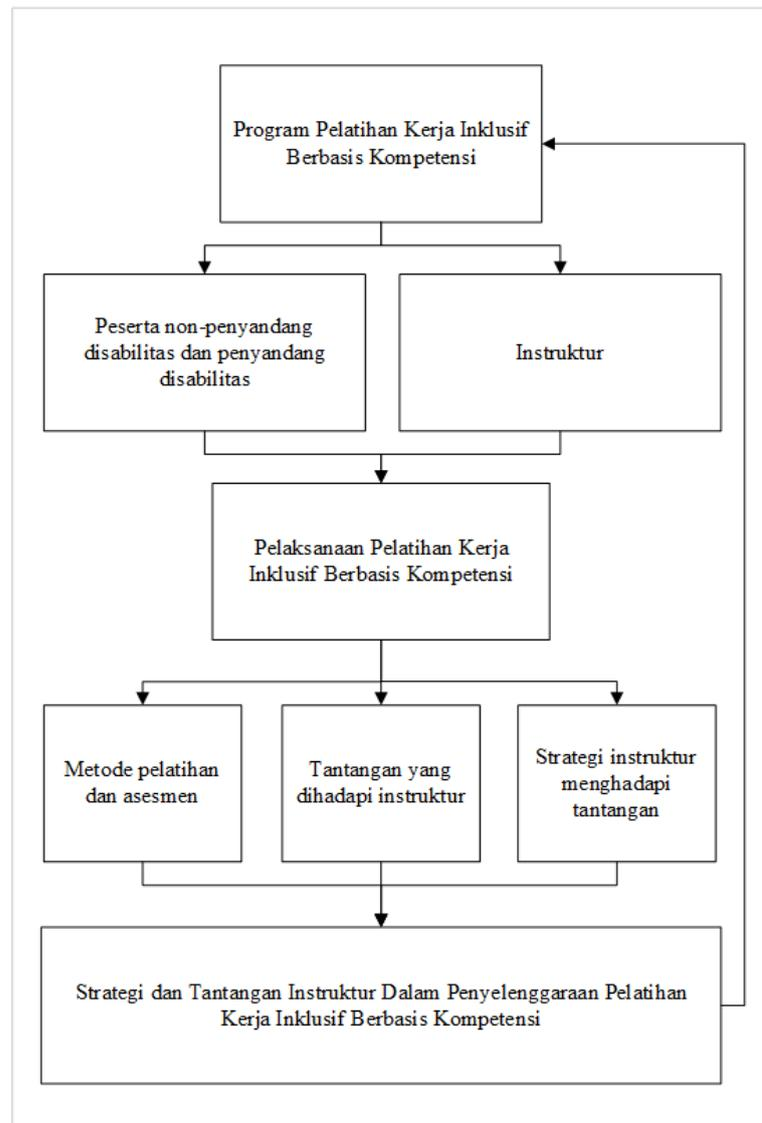 Program Pelatihan Kerja Inklusif
Berbasis Kompetensi
Peserta non-penyandang
disabilitas dan penyandang
disabilitas
Instruktur
Pelaksanaan Pelatihan Kerja
Inklusif Berbasis Kompetensi
Metode pelatihan
dan asesmen
Tantangan yang
dihadapi instruktur
Strategi instruktur
menghadapi
tantangan
Strategi dan Tantangan Instruktur Dalam Penyelenggaraan Pelatihan
Kerja Inklusif Berbasis Kompetensi